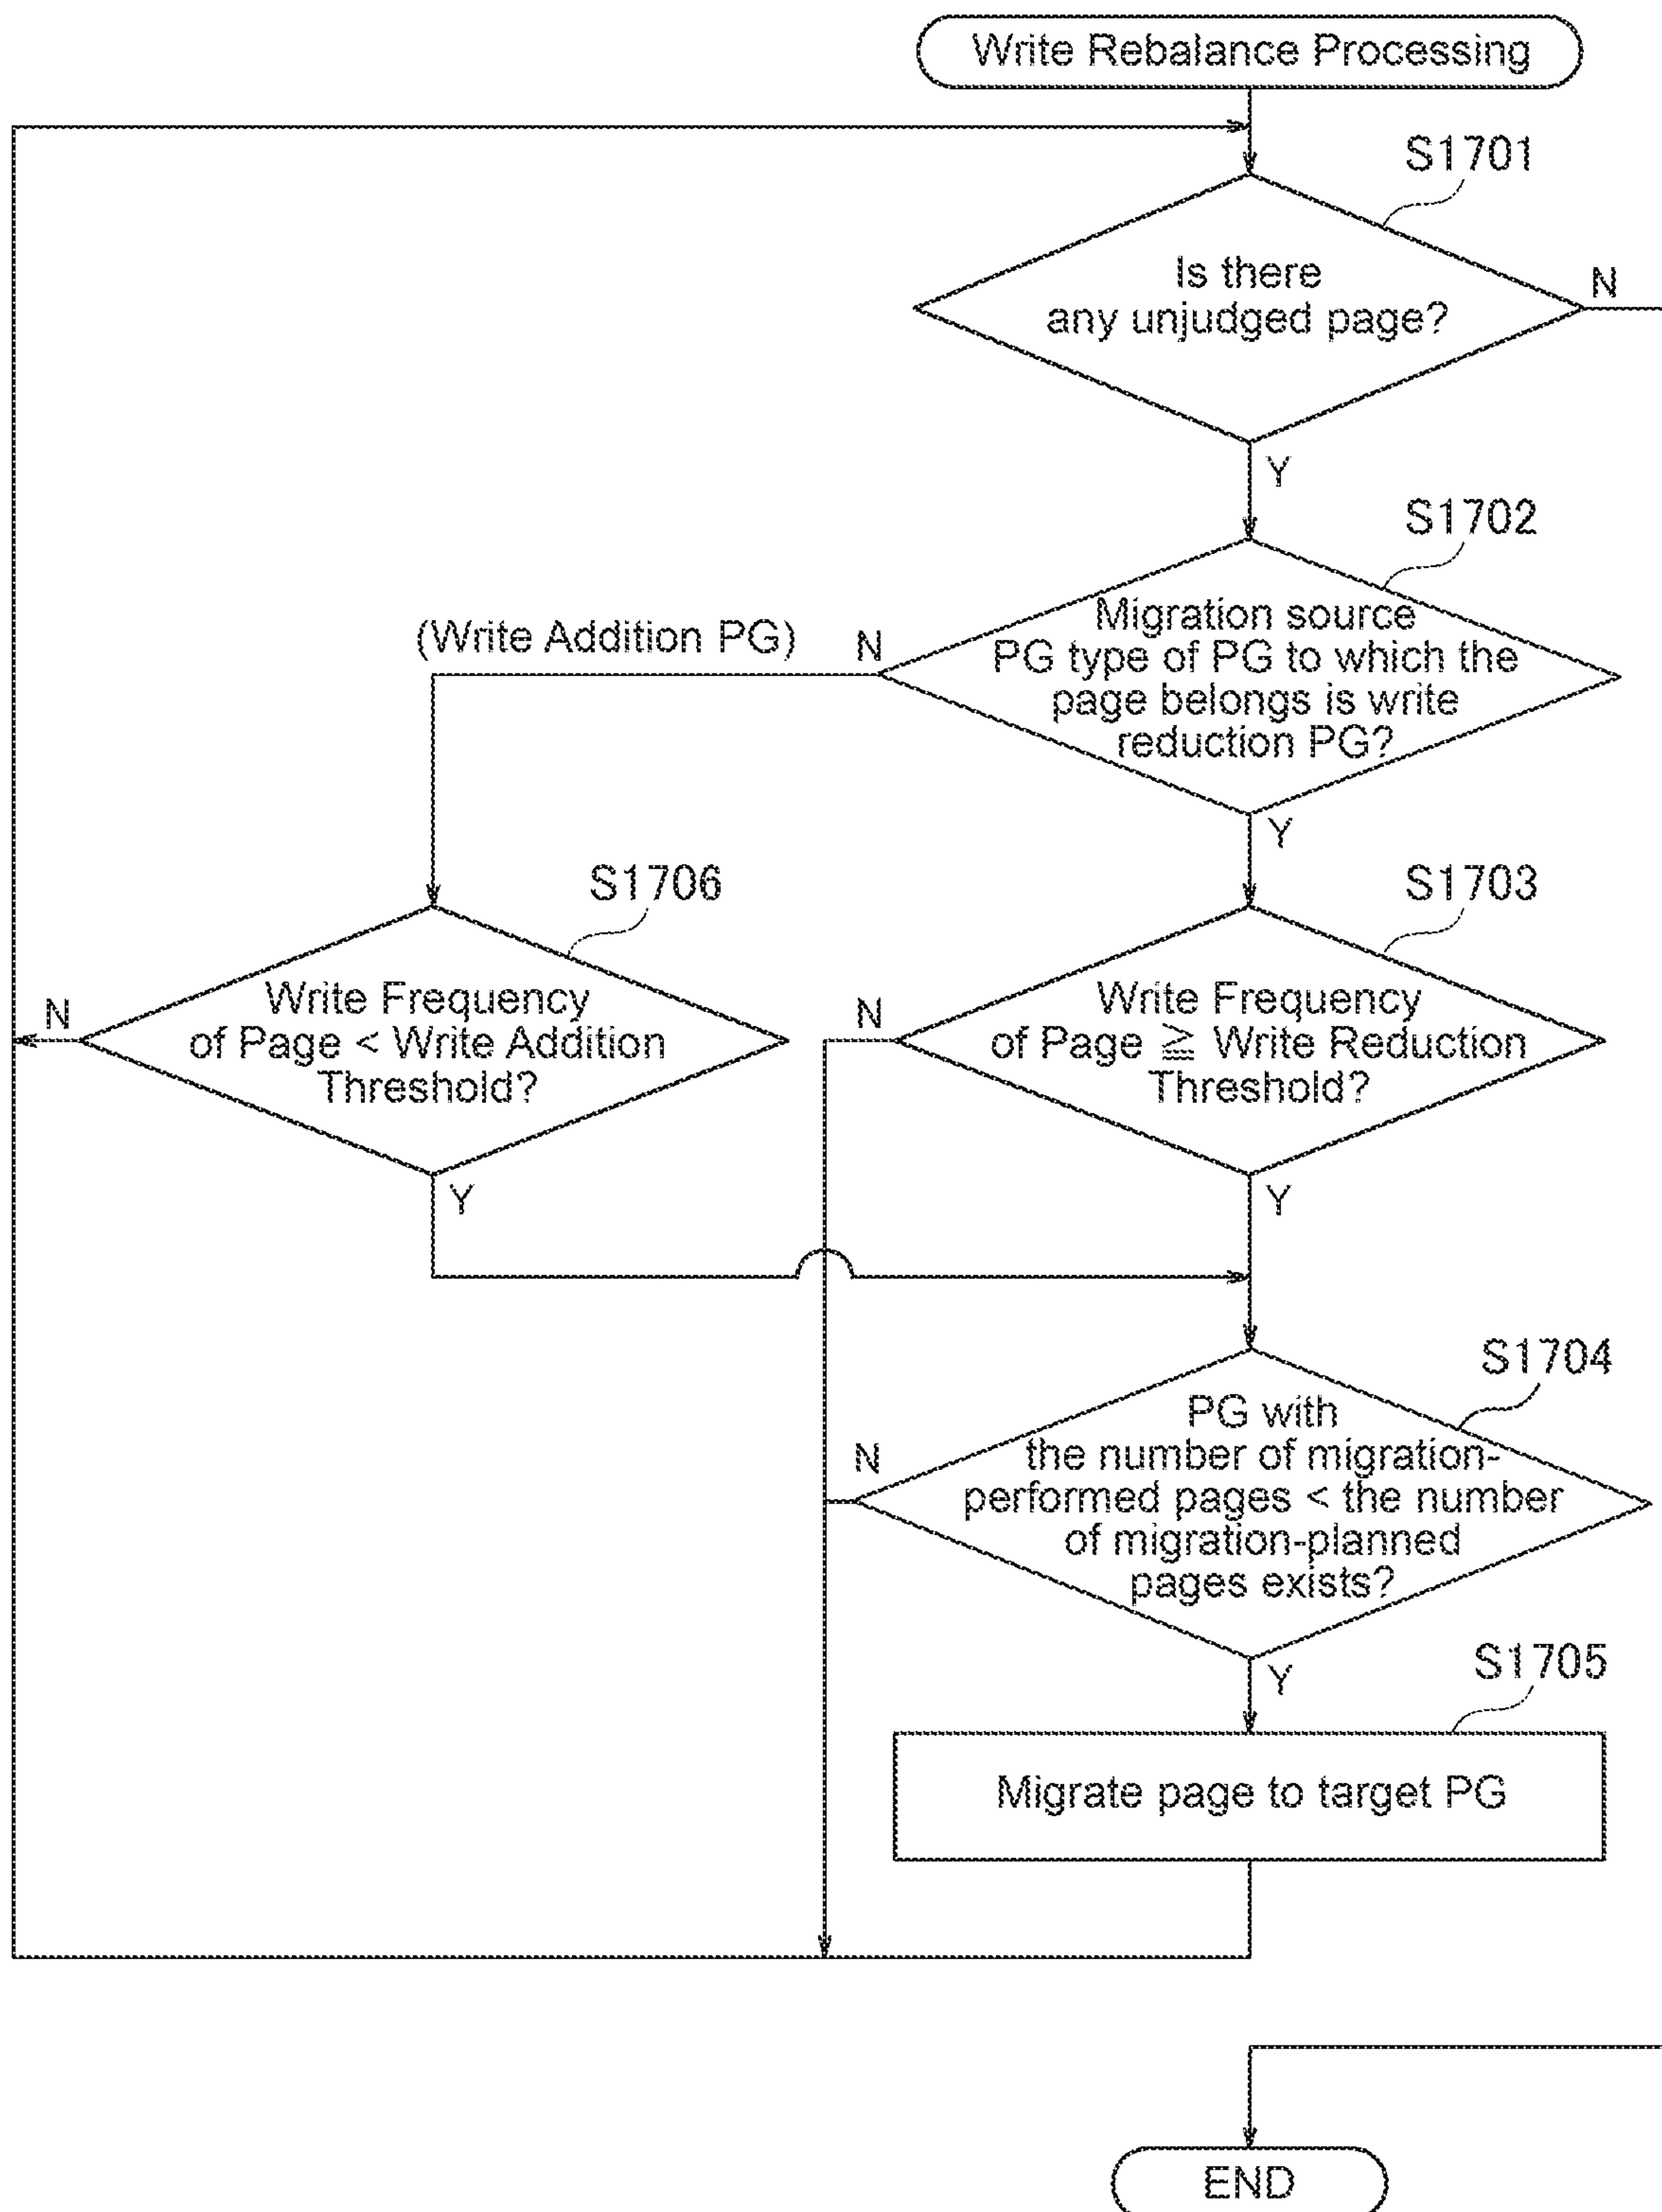 Write Rebalance Processing
S1701
Is there
any unjudged page?
N
Y
S1702
Migration source
PG type of PG to which the
page belongs is write
reduction PG?
(Write Addition PG)
N
Y
S1706
Write Frequency
of Page < Write Addition
Threshold?
N
Y
S1703
Write Frequency
of Page ≧ Write Reduction
Threshold?
N
Y
S1704
PG with
the number of migration-
performed pages < the number
of migration-planned
pages exists?
N
Y
S1705
Migrate page to target PG
END